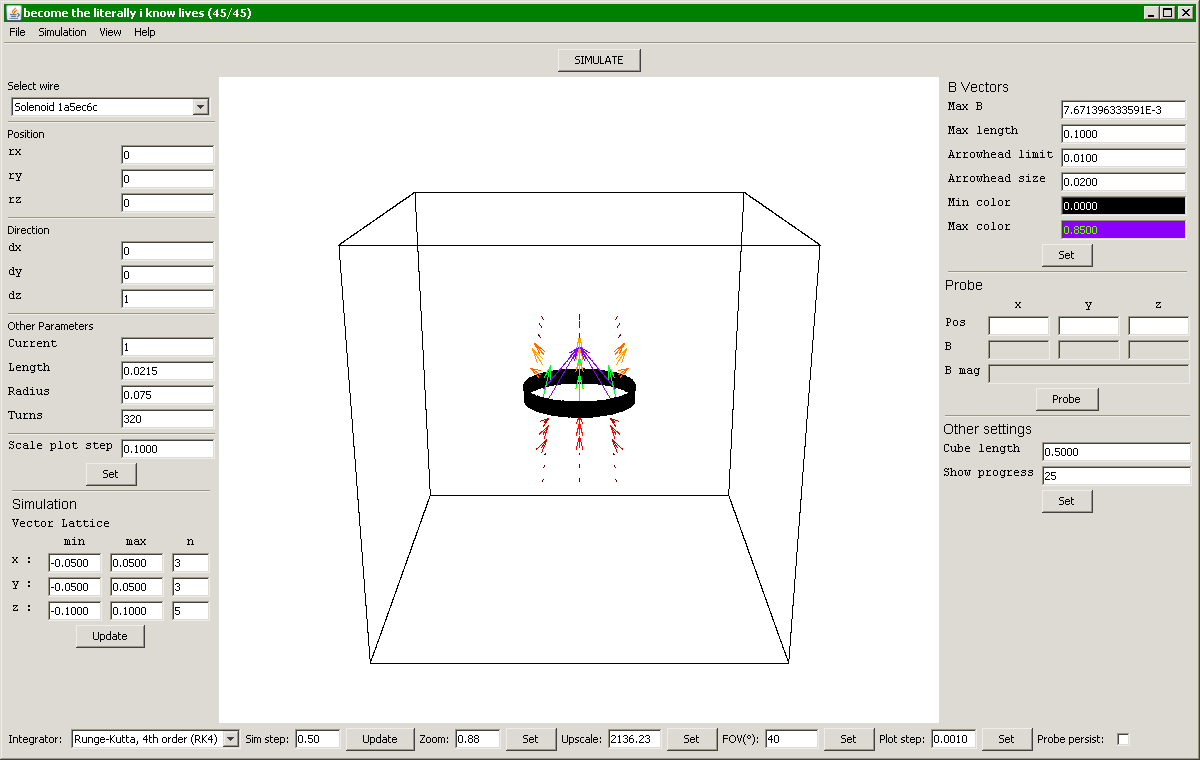 become the literally i know lives (45/45)
File Simulation View Help
SIMULATE
Select wire
Solenoid 1a5ec6c
Position
rx 0
ry 0
rz 0
Direction
dx 0
dy 0
dz 1
Other Parameters
Current 1
Length 0.0215
Radius 0.075
Turns 320
Scale plot step 0.1000
Set
Simulation
Vector Lattice
min max n
x : -0.0500 0.0500 3
y : -0.0500 0.0500 3
z : -0.1000 0.1000 5
Update
B Vectors
Max B 7.671396333591E-3
Max length 0.1000
Arrowhead limit 0.0100
Arrowhead size 0.0200
Min color 0.0000
Max color 0.8500
Set
Probe
x y z
Pos
B
B mag
Probe
Other settings
Cube length 0.5000
Show progress 25
Set
Integrator: Runge-Kutta, 4th order (RK4) Sim step: 0.50 Update Zoom: 0.88 Set Upscale: 2136.23 Set FOV(°): 40 Set Plot step: 0.0010 Set Probe persist: